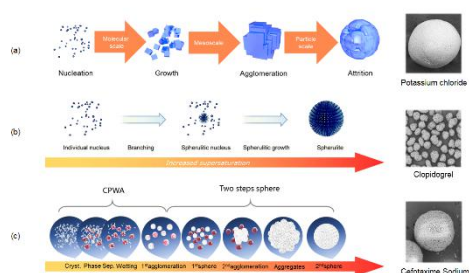 (a)
Molecular scale
Mesoscale
Particle scale
Nucleation
Growth
Agglomeration
Attrition
Potassium chloride
(b)
Individual nucleus
Branching
Spherulitic nucleus
Spherulitic growth
Spherulite
Increased supersaturation
Clopidogrel
CPWA
Two steps sphere
(c)
Cryst.
Phase Sep.
Wetting
1st agglomeration
1st sphere
2nd agglomeration
Aggregates
2nd sphere
Cefotaxime Sodium